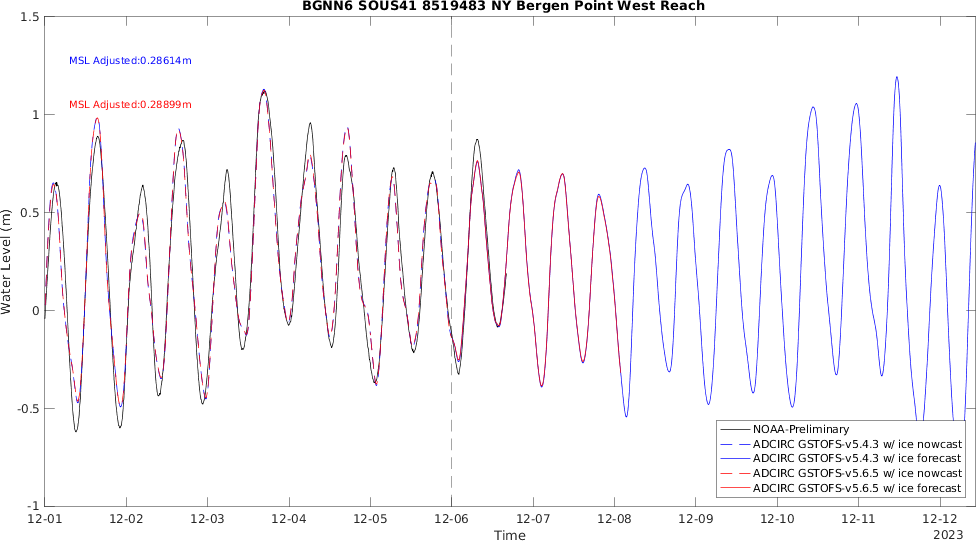 BGNN6 SOUS41 8519483 NY Bergen Point West Reach
1.5
MSL Adjusted:0.28614m
MSL Adjusted:0.28899m
1
0.5
0
-0.5
-1
Water Level (m)
NOAA-Preliminary
ADCIRC GSTOFS-v5.4.3 w/ ice nowcast
ADCIRC GSTOFS-v5.4.3 w/ ice forecast
ADCIRC GSTOFS-v5.6.5 w/ ice nowcast
ADCIRC GSTOFS-v5.6.5 w/ ice forecast
12-01 12-02 12-03 12-04 12-05 12-06 12-07 12-08 12-09 12-10 12-11 12-12
Time
2023